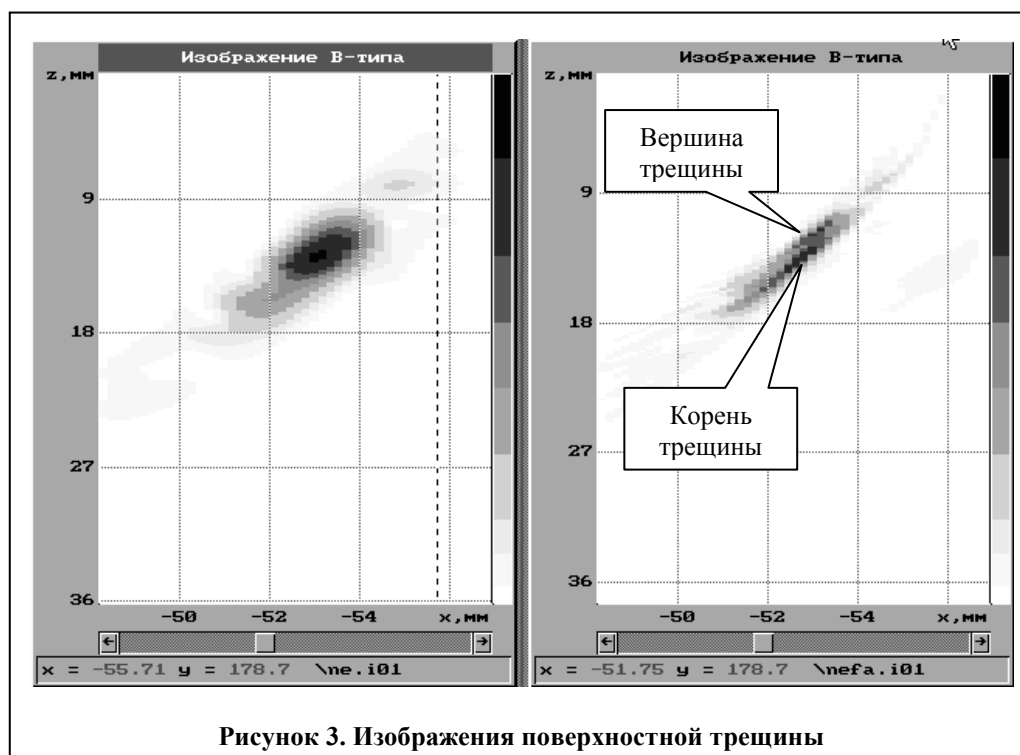 Изображение В-типа
z,мм
9
18
27
36
-50 -52 -54 x,мм
x = -55.71 y = 178.7 \ne.i01
Изображение В-типа
z,мм
Вершина
трещины
9
18
Корень
трещины
27
36
-50 -52 -54 x,мм
x = -51.75 y = 178.7 \nefa.i01
Рисунок 3. Изображения поверхностной трещины